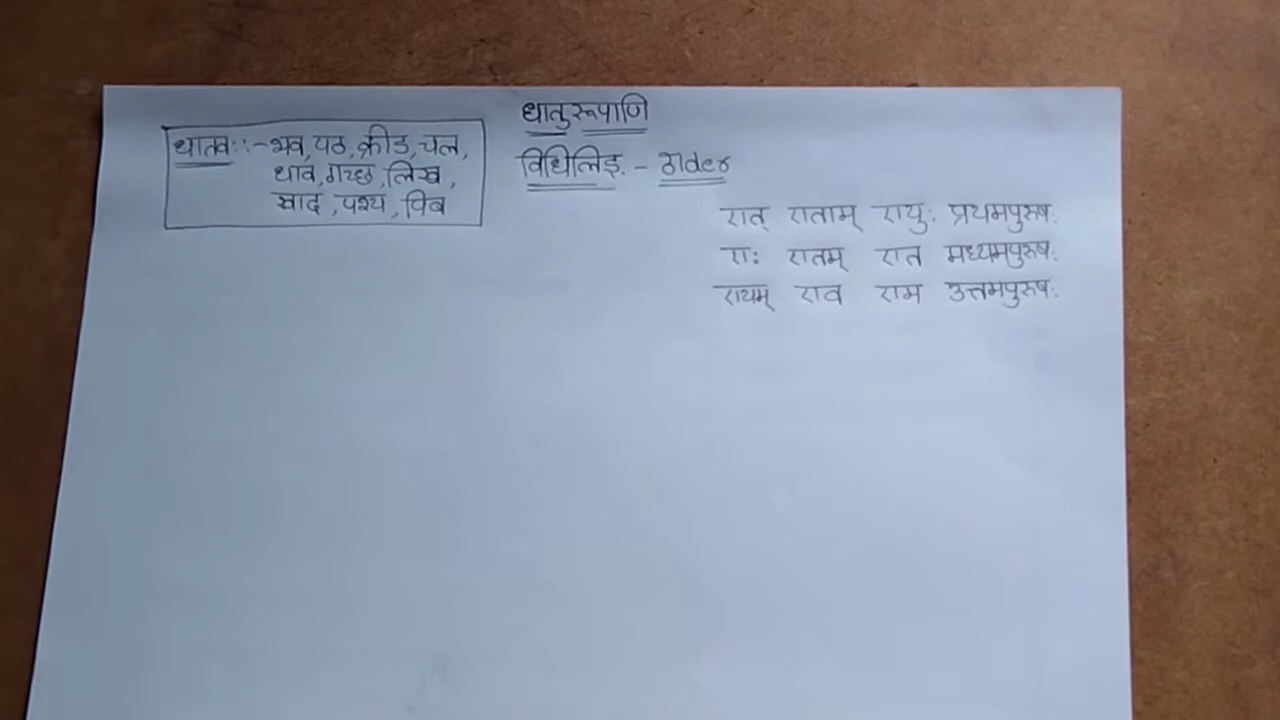 धातुरूपाणि
धातवः :- भव, पठ, क्रीड, चल,
धाव, गच्छ, लिख,
खाद, पश्य, पिब
विधिलिङ् - order
एत् एताम् एयुः प्रथमपुरुषः
एः एतम् एत मध्यमपुरुषः
एयम् एव एम उत्तमपुरुषः